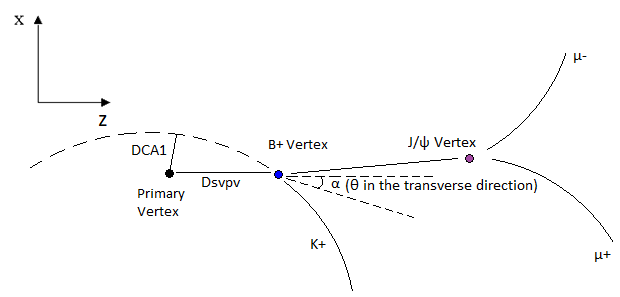 X
Z
DCA1
B+ Vertex
J/ψ Vertex
μ-
Dsvpv
Primary
Vertex
α (θ in the transverse direction)
K+
μ+